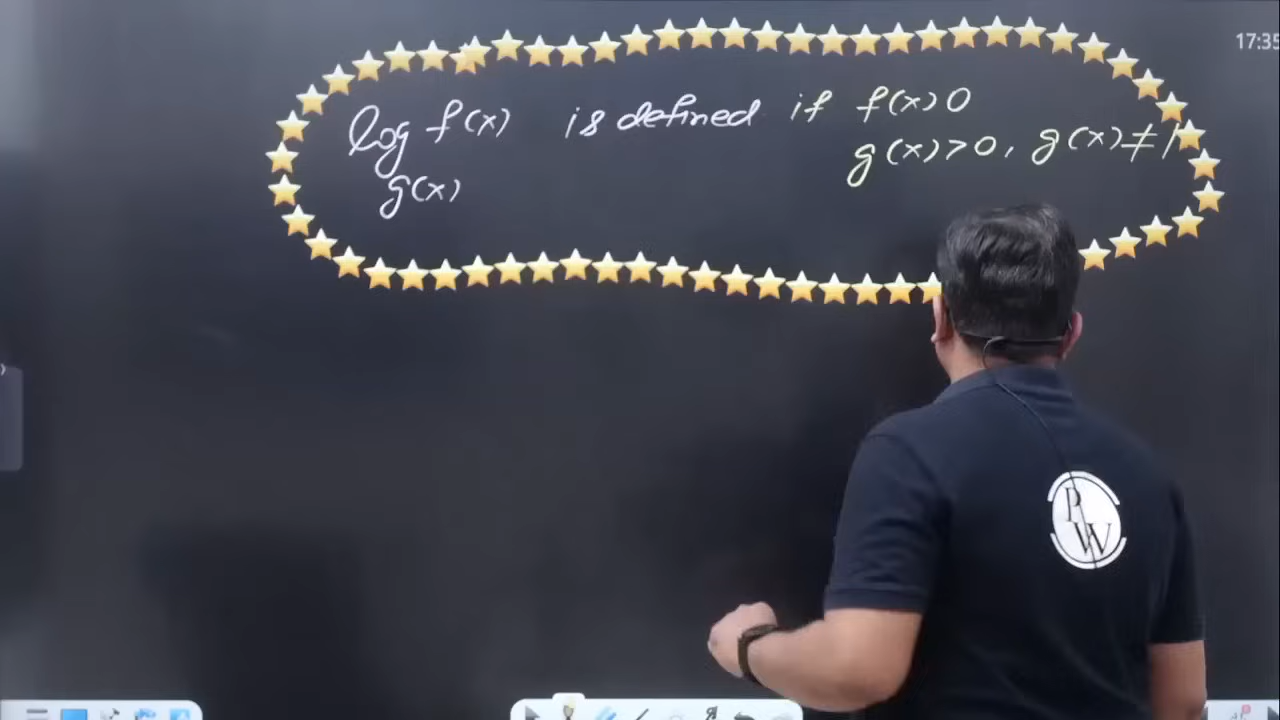 log f(x) is defined if f(x)>0
g(x) g(x)>0, g(x)≠1
17:35
PW